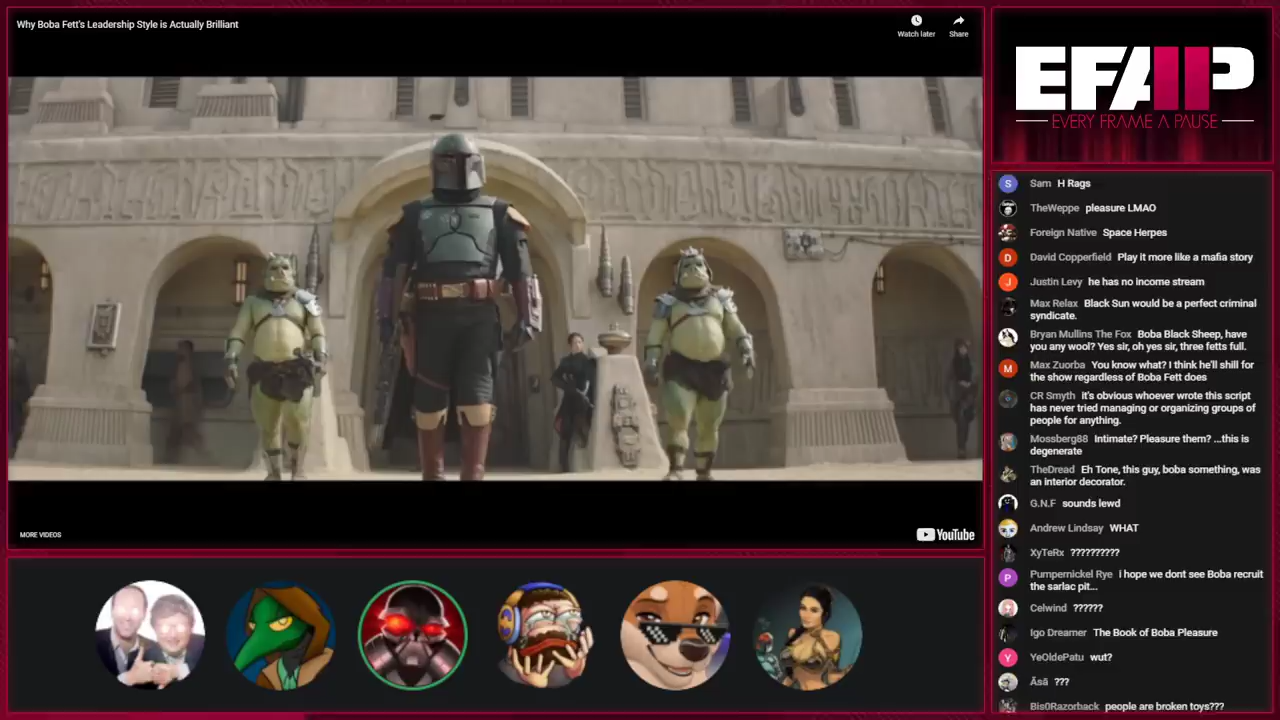 Why Boba Fett's Leadership Style is Actually Brilliant
Watch later
Share
MORE VIDEOS
YouTube
EFAP
EVERY FRAME A PAUSE
S
Sam H Rags
TheWeppe pleasure LMAO
Foreign Native Space Herpes
D
David Copperfield Play it more like a mafia story
J
Justin Levy he has no income stream
Max Relax Black Sun would be a perfect criminal
syndicate.
Bryan Mullins The Fox Boba Black Sheep, have
you any wool? Yes sir, oh yes sir, three fetts full.
M
Max Zuorba You know what? I think he'll shill for
the show regardless of Boba Fett does
CR Smyth It's obvious whoever wrote this script
has never tried managing or organizing groups of
people for anything.
Mossberg88 Intimate? Pleasure them? ...this is
degenerate
TheDread Eh Tone, this guy, boba something, was
an interior decorator.
G.N.F sounds lewd
Andrew Lindsay WHAT
XyTeRx ??????????
P
Pumpernickel Rye i hope we dont see Boba recruit
the sarlac pit...
Celwind ??????
Igo Dreamer The Book of Boba Pleasure
Y
YeOldePatu wut?
Äsä ???
Bis0Razorback people are broken toys???